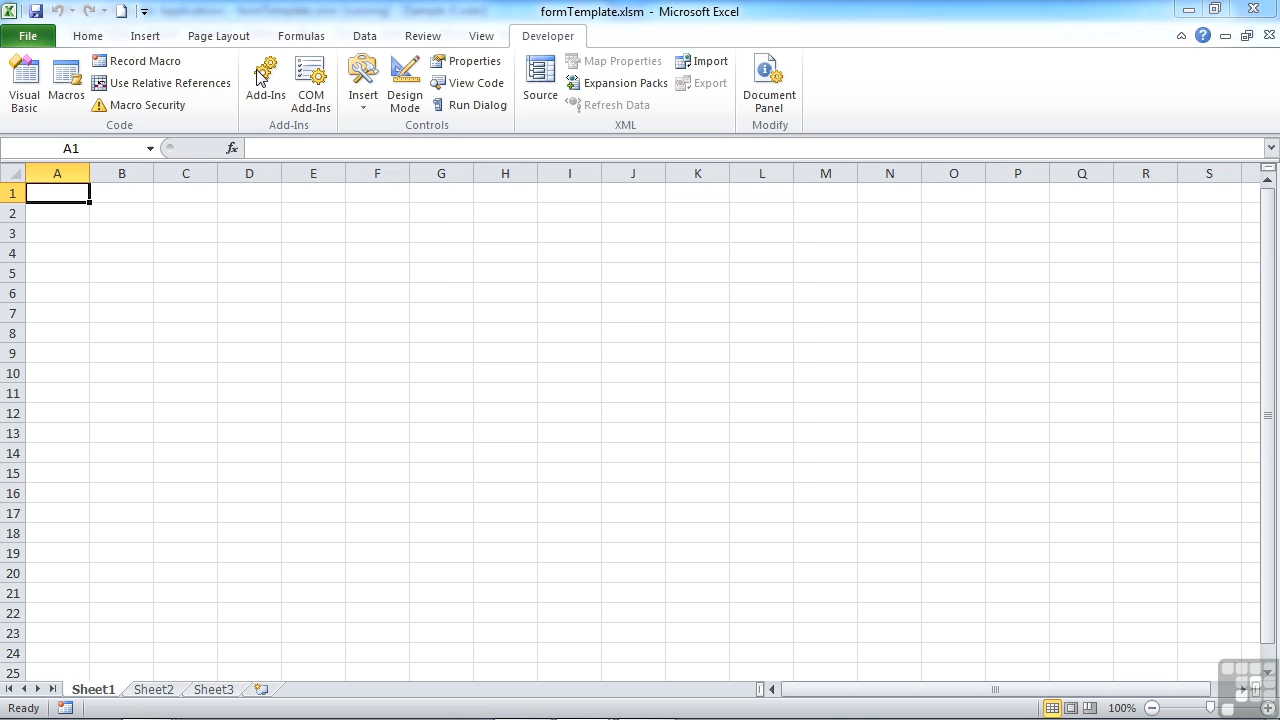 formTemplate.xlsm - Microsoft Excel
File Home Insert Page Layout Formulas Data Review View Developer
Visual Basic
Macros
Record Macro
Use Relative References
Macro Security
Code
Add-Ins
COM Add-Ins
Add-Ins
Insert
Design Mode
Properties
View Code
Run Dialog
Controls
Source
Map Properties
Expansion Packs
Refresh Data
Import
Export
XML
Document Panel
Modify
A1 fx
A B C D E F G H I J K L M N O P Q R S
1
2
3
4
5
6
7
8
9
10
11
12
13
14
15
16
17
18
19
20
21
22
23
24
25
Sheet1 Sheet2 Sheet3
Ready 100%